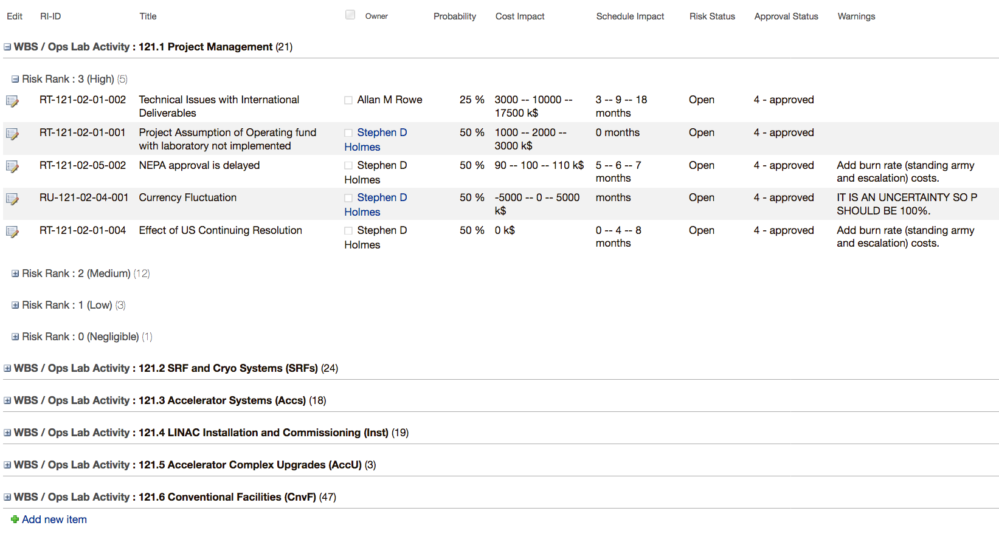 Edit RI-ID Title Owner Probability Cost Impact Schedule Impact Risk Status Approval Status Warnings
WBS / Ops Lab Activity : 121.1 Project Management (21)
Risk Rank : 3 (High) (5)
RT-121-02-01-002 Technical Issues with International Allan M Rowe 25 % 3000 -- 10000 -- 3 -- 9 -- 18 Open 4 - approved
Deliverables 17500 k$ months
RT-121-02-01-001 Project Assumption of Operating fund Stephen D 50 % 1000 -- 2000 -- 0 months Open 4 - approved
with laboratory not implemented Holmes 3000 k$
RT-121-02-05-002 NEPA approval is delayed Stephen D 50 % 90 -- 100 -- 110 k$ 5 -- 6 -- 7 Open 4 - approved Add burn rate (standing army
Holmes months and escalation) costs.
RU-121-02-04-001 Currency Fluctuation Stephen D 50 % -5000 -- 0 -- 5000 months Open 4 - approved IT IS AN UNCERTAINTY SO P
Holmes k$ SHOULD BE 100%.
RT-121-02-01-004 Effect of US Continuing Resolution Stephen D 50 % 0 k$ 0 -- 4 -- 8 Open 4 - approved Add burn rate (standing army
Holmes months and escalation) costs.
Risk Rank : 2 (Medium) (12)
Risk Rank : 1 (Low) (3)
Risk Rank : 0 (Negligible) (1)
WBS / Ops Lab Activity : 121.2 SRF and Cryo Systems (SRFs) (24)
WBS / Ops Lab Activity : 121.3 Accelerator Systems (Accs) (18)
WBS / Ops Lab Activity : 121.4 LINAC Installation and Commissioning (Inst) (19)
WBS / Ops Lab Activity : 121.5 Accelerator Complex Upgrades (AccU) (3)
WBS / Ops Lab Activity : 121.6 Conventional Facilities (CnvF) (47)
Add new item